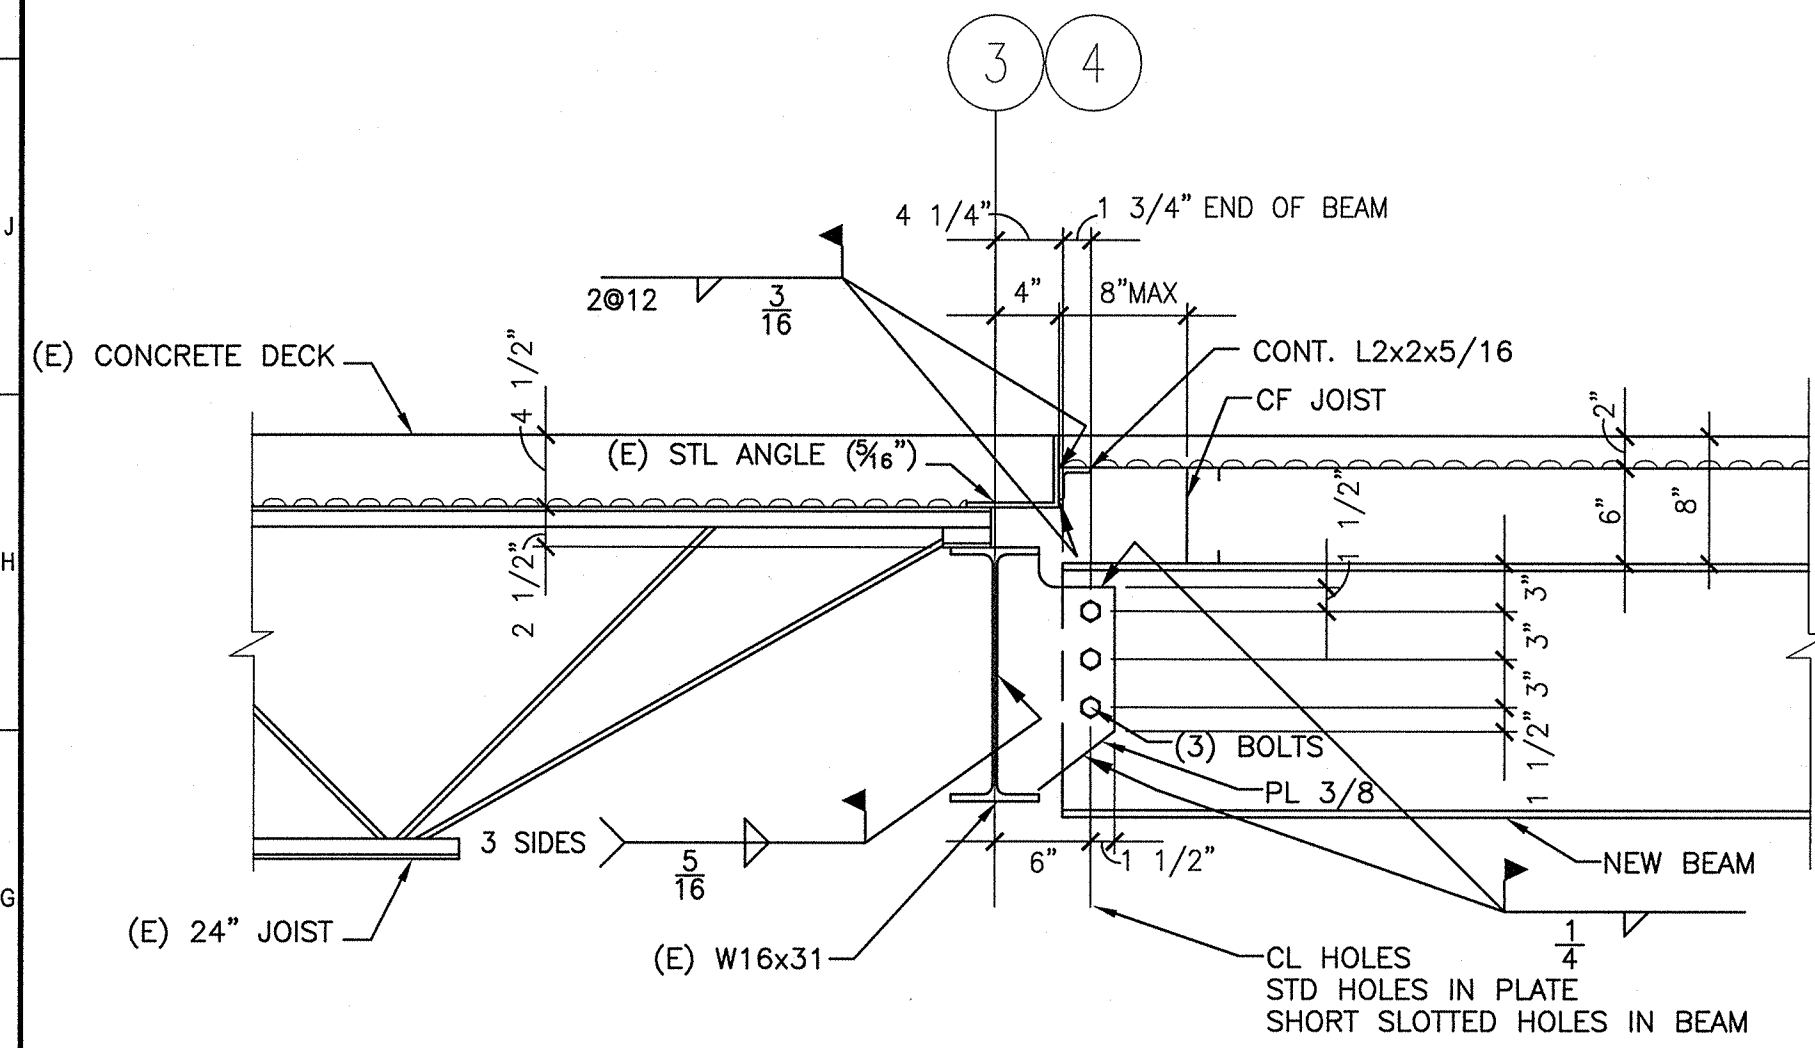 3
4
J
4 1/4"
1 3/4" END OF BEAM
2@12
3
16
4"
8"MAX
(E) CONCRETE DECK
4 1/2"
CONT. L2x2x5/16
CF JOIST
(E) STL ANGLE (5/16")
2"
1 1/2"
6"
8"
H
2 1/2"
3"
3"
3"
1 1/2"
(3) BOLTS
PL 3/8
3 SIDES
5
16
6"
1 1/2"
NEW BEAM
G
(E) 24" JOIST
(E) W16x31
1
4
CL HOLES
STD HOLES IN PLATE
SHORT SLOTTED HOLES IN BEAM